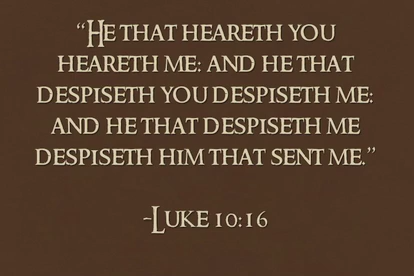 “He that heareth you
heareth me: and he that
despiseth you despiseth me:
and he that despiseth me
despiseth him that sent me.”
~Luke 10:16